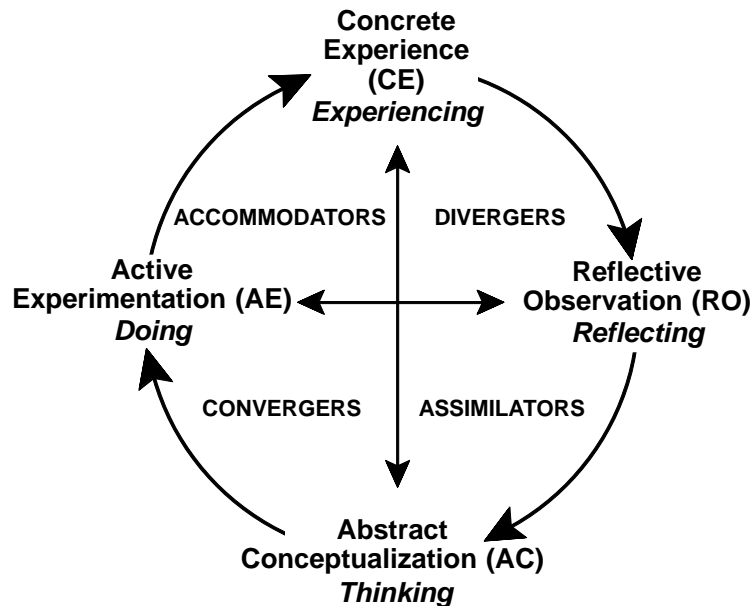 Concrete
Experience
(CE)
Experiencing
ACCOMMODATORS
DIVERGERS
Active
Experimentation (AE)
Doing
Reflective
Observation (RO)
Reflecting
CONVERGERS
ASSIMILATORS
Abstract
Conceptualization (AC)
Thinking